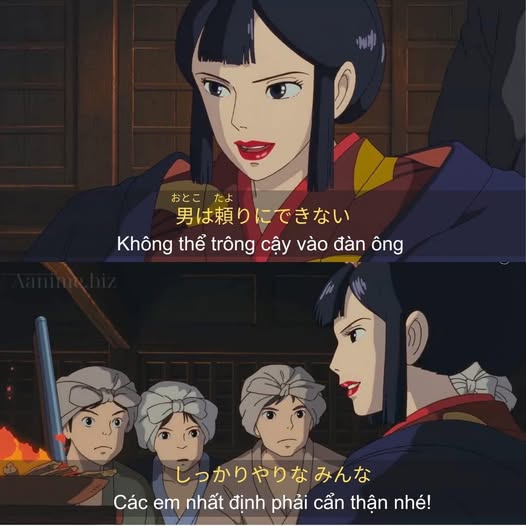 おとこ たよ
男は頼りにできない
Không thể trông cậy vào đàn ông
Aanime.biz
しっかりやりな みんな
Các em nhất định phải cẩn thận nhé!